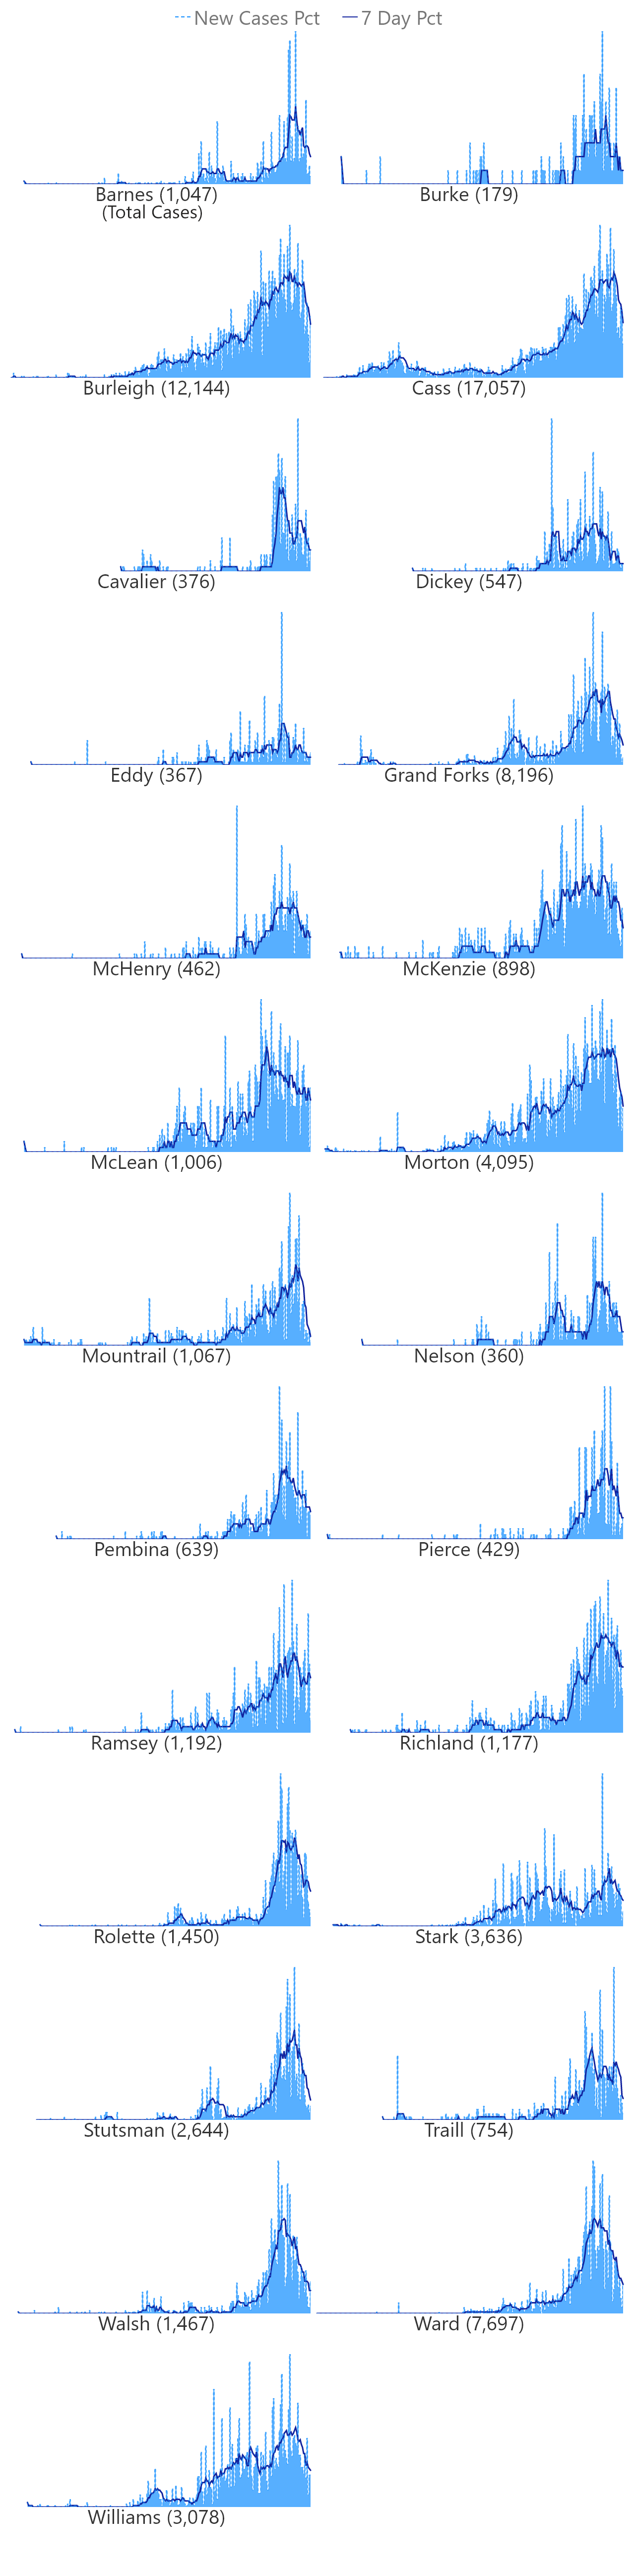 New Cases Pct 7 Day Pct
Barnes (1,047) Burke (179)
(Total Cases)
Burleigh (12,144) Cass (17,057)
Cavalier (376) Dickey (547)
Eddy (367) Grand Forks (8,196)
McHenry (462) McKenzie (898)
McLean (1,006) Morton (4,095)
Mountrail (1,067) Nelson (360)
Pembina (639) Pierce (429)
Ramsey (1,192) Richland (1,177)
Rolette (1,450) Stark (3,636)
Stutsman (2,644) Traill (754)
Walsh (1,467) Ward (7,697)
Williams (3,078)